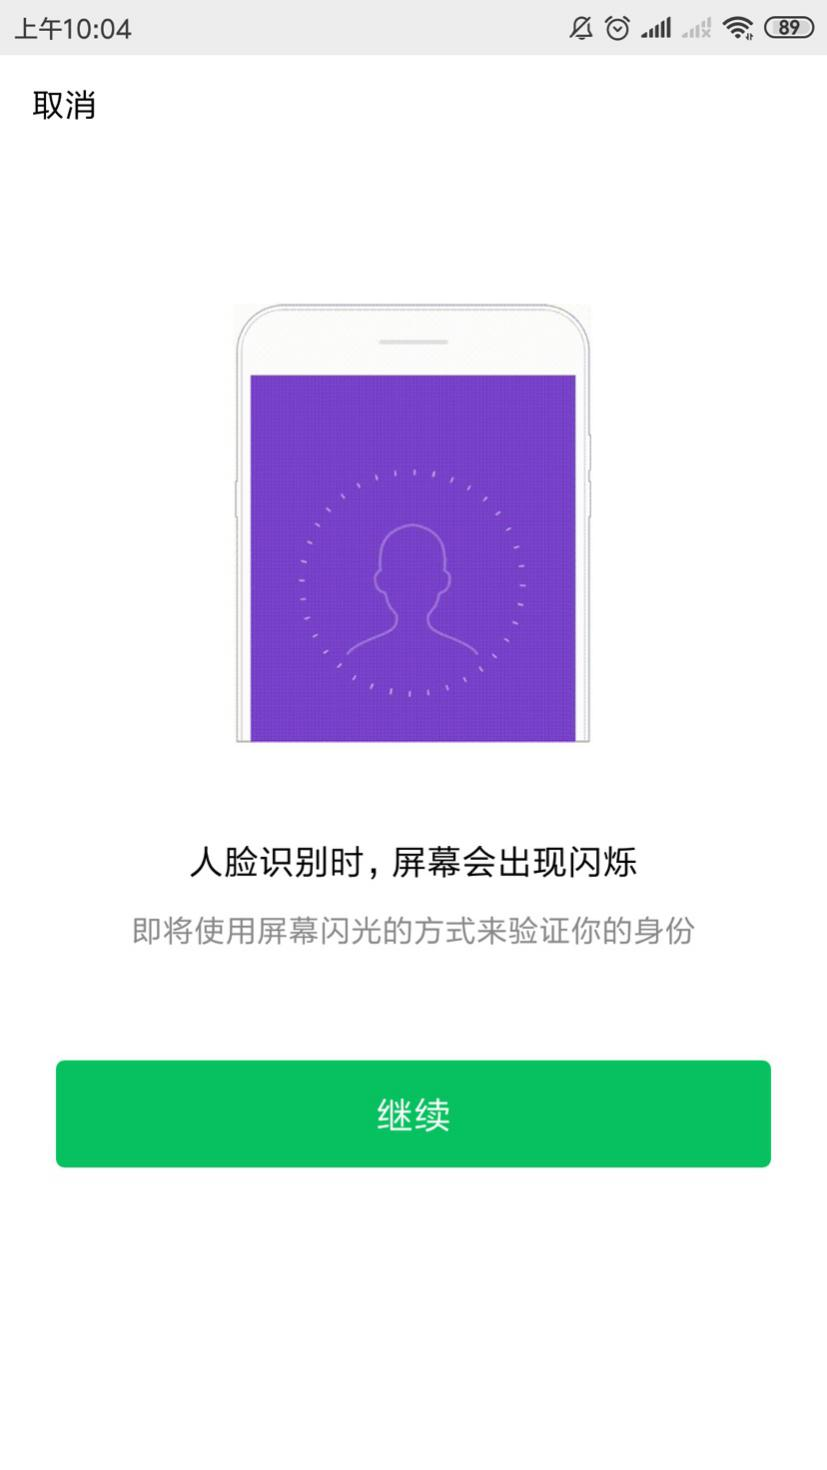 上午10:04
89
取消
人脸识别时，屏幕会出现闪烁
即将使用屏幕闪光的方式来验证你的身份
继续